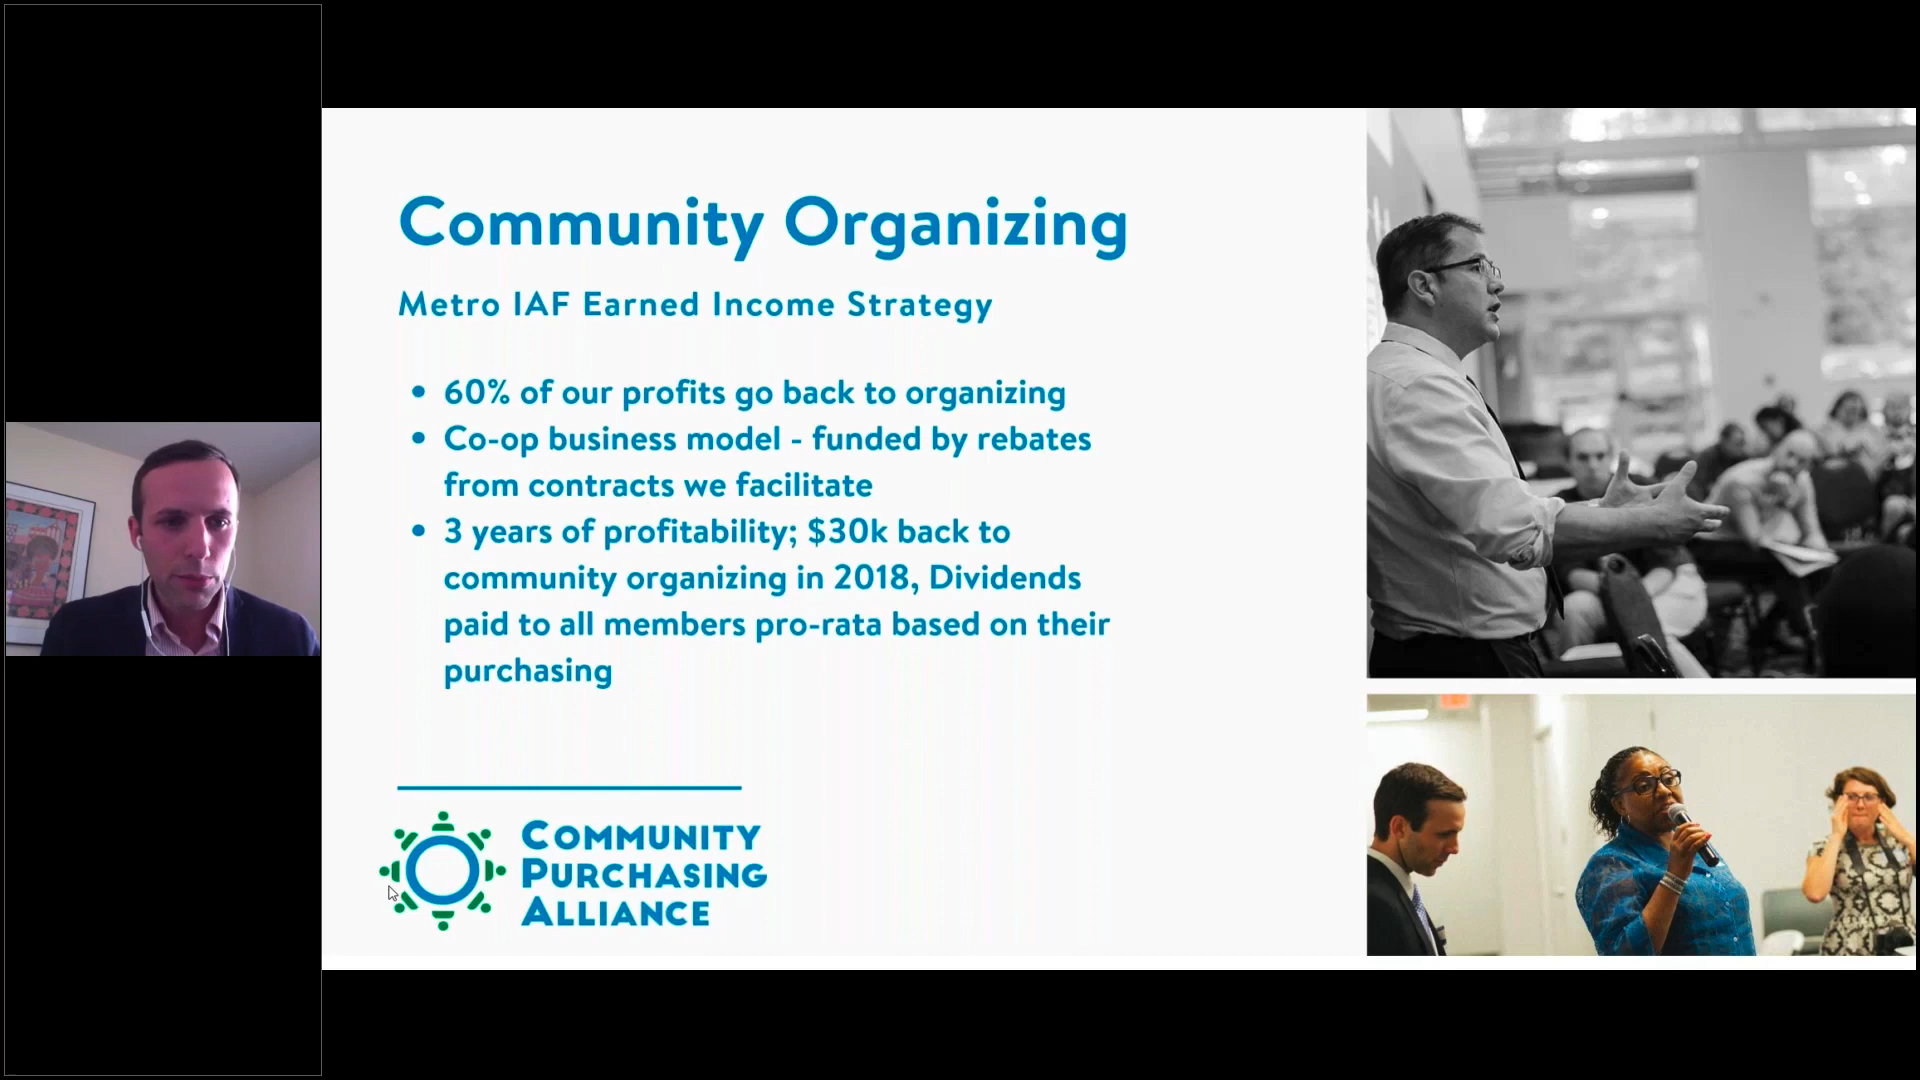 Community Organizing
Metro IAF Earned Income Strategy
• 60% of our profits go back to organizing
• Co-op business model - funded by rebates
from contracts we facilitate
• 3 years of profitability; $30k back to
community organizing in 2018, Dividends
paid to all members pro-rata based on their
purchasing
COMMUNITY
PURCHASING
ALLIANCE